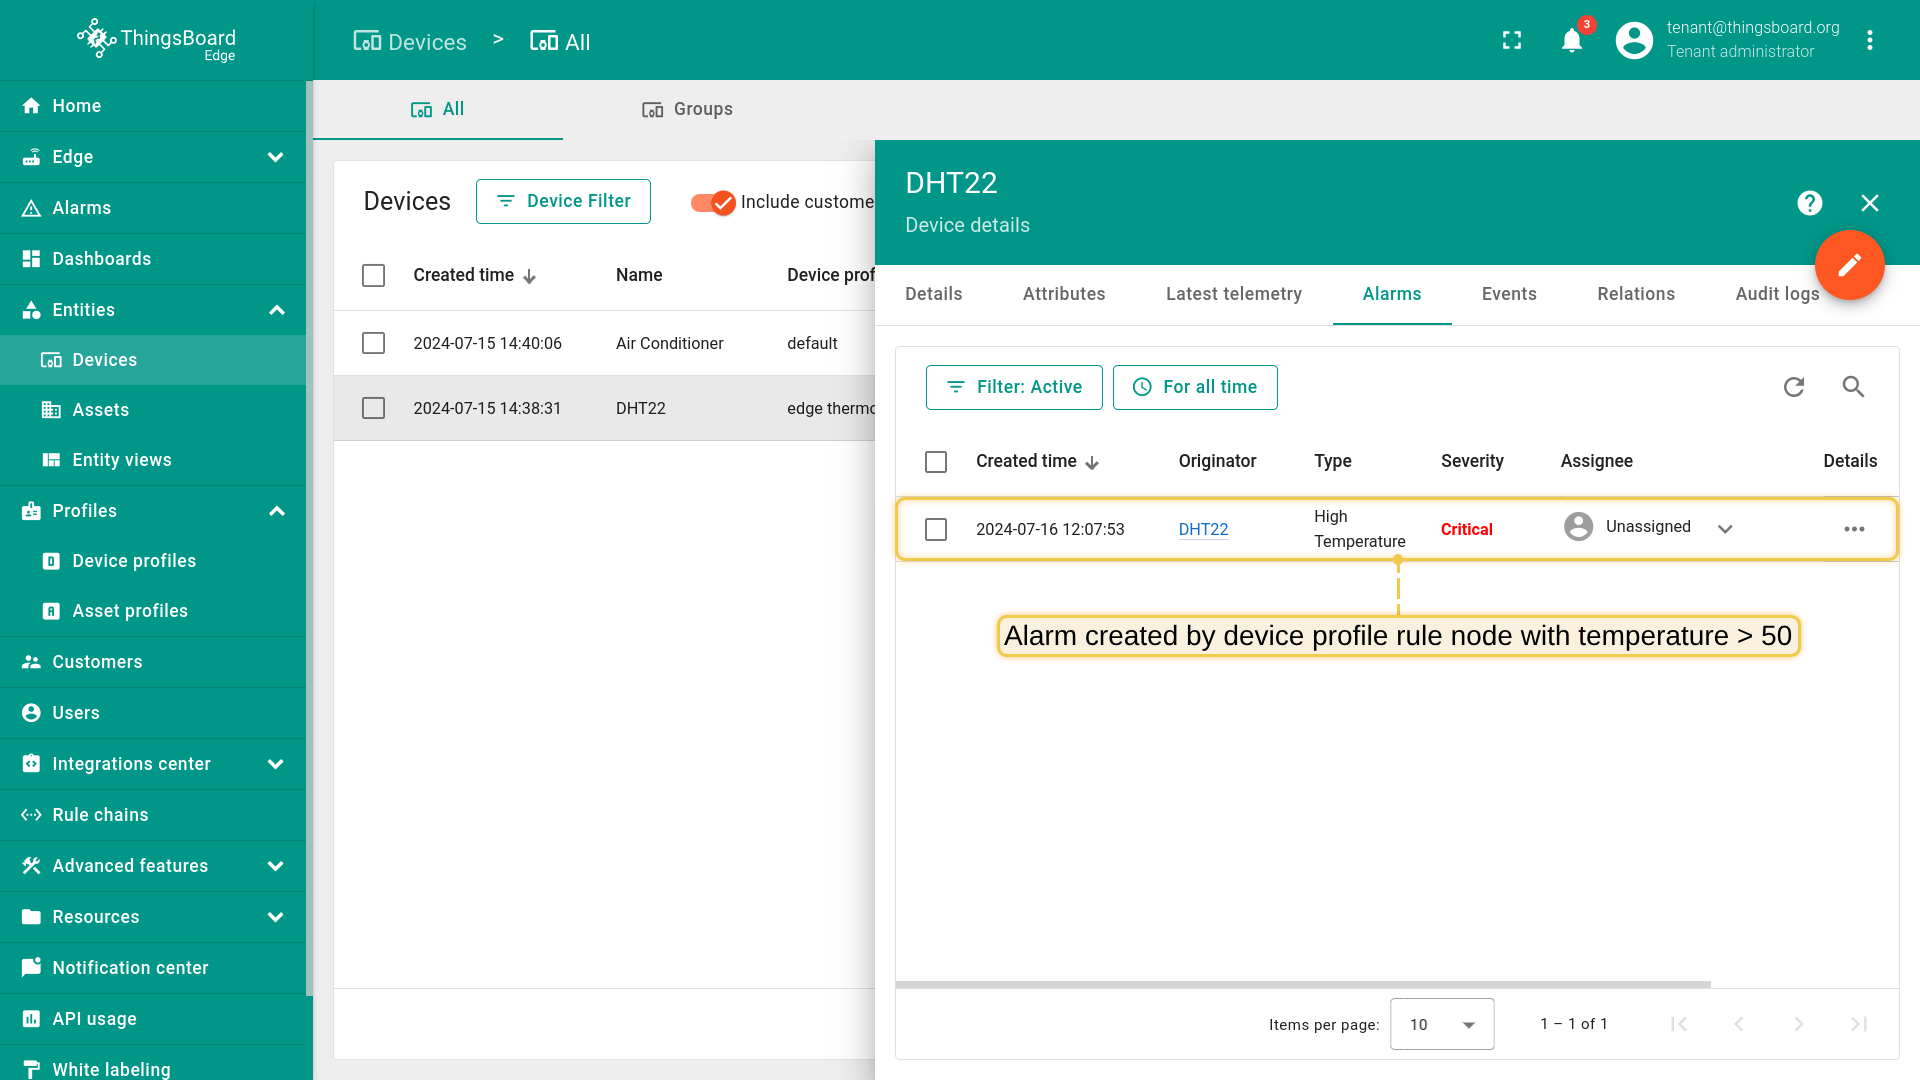 ThingsBoard
Edge
Devices > All
3
tenant@thingsboard.org
Tenant administrator
Home
Edge
Alarms
Dashboards
Entities
Devices
Assets
Entity views
Profiles
Device profiles
Asset profiles
Customers
Users
Integrations center
Rule chains
Advanced features
Resources
Notification center
API usage
White labeling
All Groups
Devices Device Filter Include custome
Created time Name Device prof
2024-07-15 14:40:06 Air Conditioner default
2024-07-15 14:38:31 DHT22 edge thermo
DHT22
Device details
Details Attributes Latest telemetry Alarms Events Relations Audit logs
Filter: Active For all time
Created time Originator Type Severity Assignee Details
2024-07-16 12:07:53 DHT22 High Temperature Critical Unassigned
Alarm created by device profile rule node with temperature > 50
Items per page: 10 1 – 1 of 1